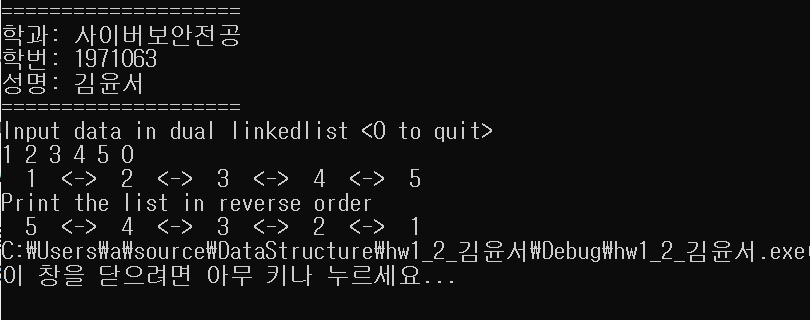 ====================
학과: 사이버보안전공
학번: 1971063
성명: 김윤서
====================
Input data in dual linkedlist <0 to quit>
1 2 3 4 5 0
1 <-> 2 <-> 3 <-> 4 <-> 5
Print the list in reverse order
5 <-> 4 <-> 3 <-> 2 <-> 1
C:₩Users₩a₩source₩DataStructure₩hw1_2_김윤서₩Debug₩hw1_2_김윤서.exe
이 창을 닫으려면 아무 키나 누르세요...